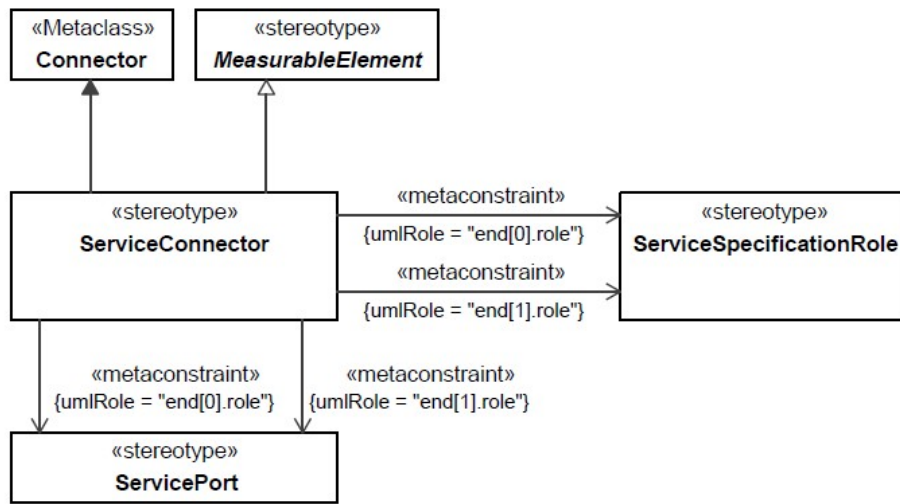 «Metaclass»
Connector
«stereotype»
MeasurableElement
«stereotype»
ServiceConnector
«metaconstraint»
{umlRole = "end[0].role"}
«metaconstraint»
{umlRole = "end[1].role"}
«stereotype»
ServiceSpecificationRole
«metaconstraint»
{umlRole = "end[0].role"}
«metaconstraint»
{umlRole = "end[1].role"}
«stereotype»
ServicePort